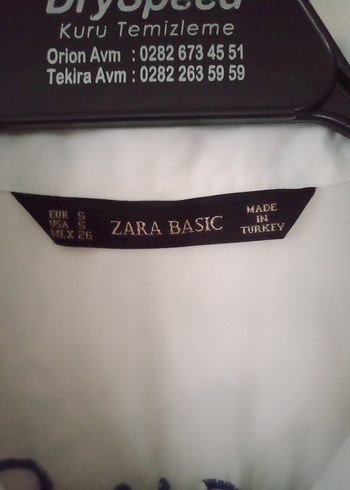 DrySpeed
Kuru Temizleme
Orion Avm : 0282 673 45 51
Tekira Avm : 0282 263 59 59
EUR S
USA S
MEX 26
ZARA BASIC
MADE
IN
TURKEY